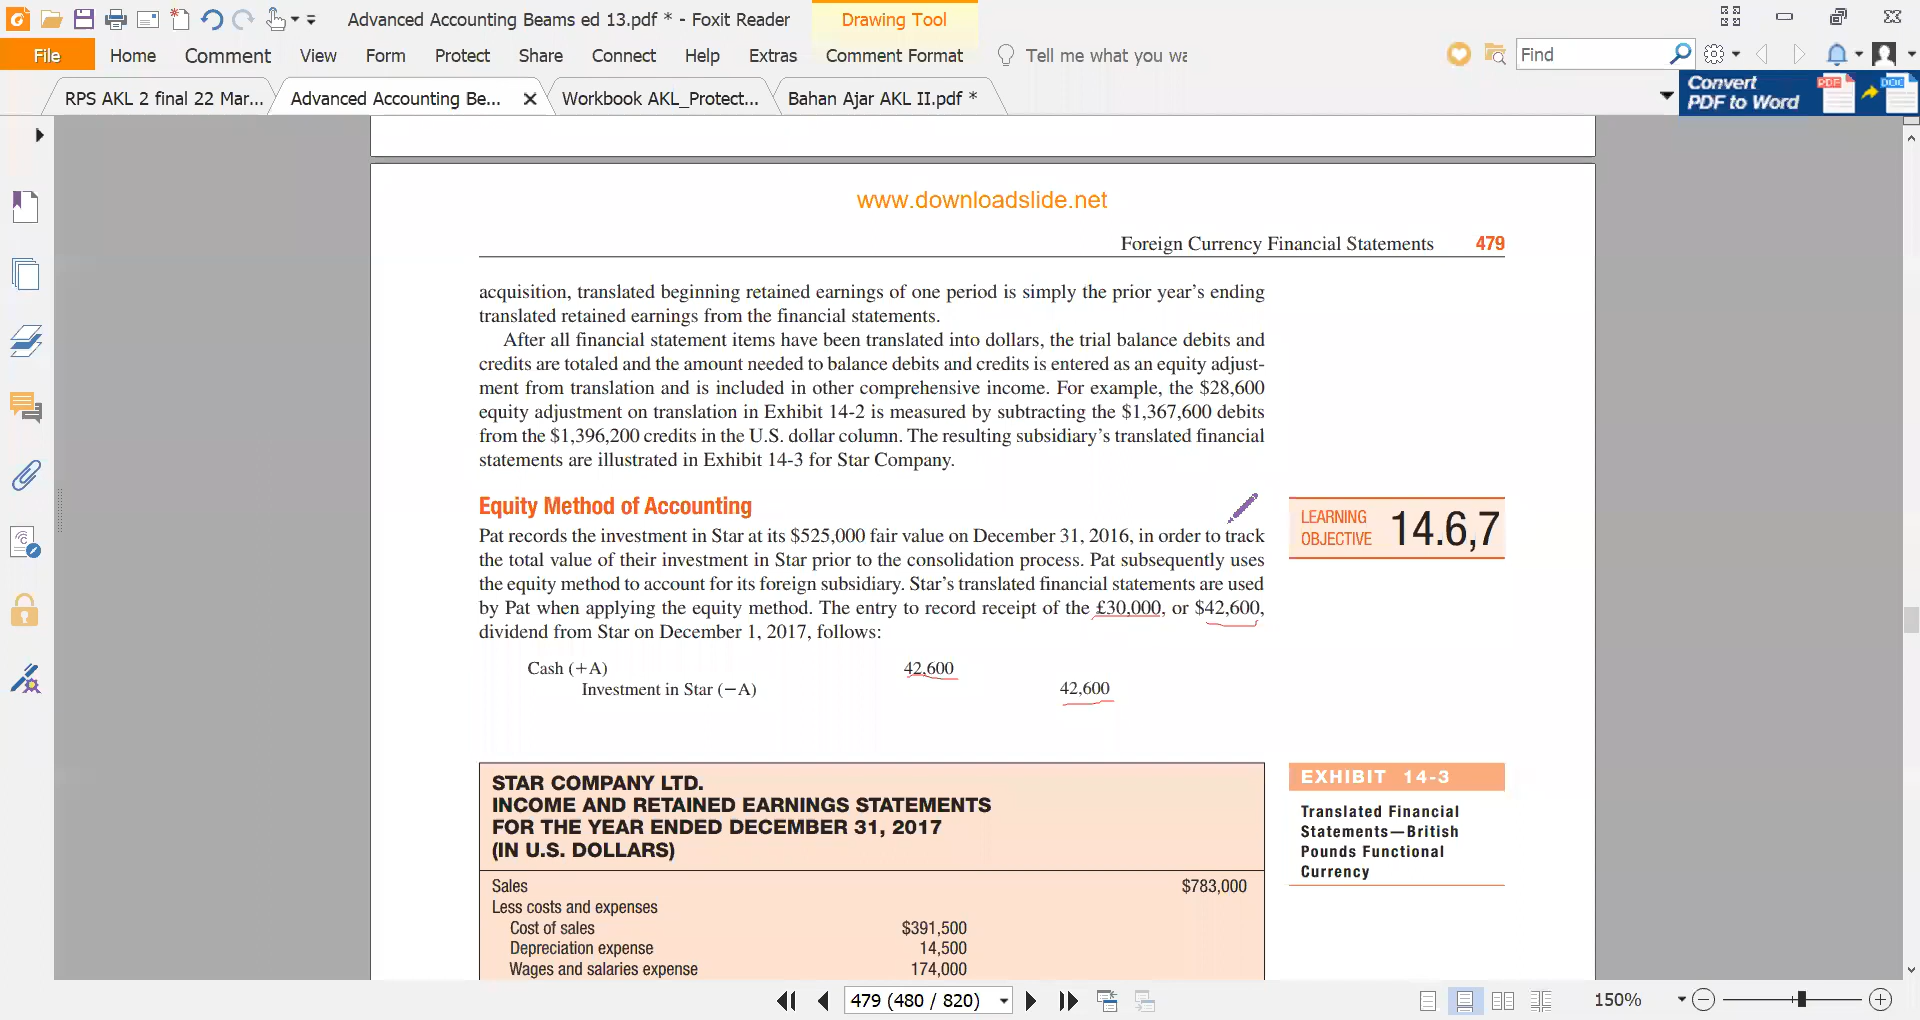 Advanced Accounting Beams ed 13.pdf * - Foxit Reader
Drawing Tool
File
Home
Comment
View
Form
Protect
Share
Connect
Help
Extras
Comment Format
Tell me what you wa
Find
RPS AKL 2 final 22 Mar...
Advanced Accounting Be...
Workbook AKL_Protect...
Bahan Ajar AKL II.pdf *
Convert
PDF to Word
PDF
DOC
www.downloadslide.net
Foreign Currency Financial Statements 479
acquisition, translated beginning retained earnings of one period is simply the prior year's ending
translated retained earnings from the financial statements.
After all financial statement items have been translated into dollars, the trial balance debits and
credits are totaled and the amount needed to balance debits and credits is entered as an equity adjust-
ment from translation and is included in other comprehensive income. For example, the $28,600
equity adjustment on translation in Exhibit 14-2 is measured by subtracting the $1,367,600 debits
from the $1,396,200 credits in the U.S. dollar column. The resulting subsidiary's translated financial
statements are illustrated in Exhibit 14-3 for Star Company.
Equity Method of Accounting
Pat records the investment in Star at its $525,000 fair value on December 31, 2016, in order to track
the total value of their investment in Star prior to the consolidation process. Pat subsequently uses
the equity method to account for its foreign subsidiary. Star's translated financial statements are used
by Pat when applying the equity method. The entry to record receipt of the £30,000, or $42,600,
dividend from Star on December 1, 2017, follows:
LEARNING
OBJECTIVE
14.6,7
Cash (+A) 42,600
Investment in Star (−A) 42,600
STAR COMPANY LTD.
INCOME AND RETAINED EARNINGS STATEMENTS
FOR THE YEAR ENDED DECEMBER 31, 2017
(IN U.S. DOLLARS)
Sales $783,000
Less costs and expenses
Cost of sales $391,500
Depreciation expense 14,500
Wages and salaries expense 174,000
EXHIBIT 14-3
Translated Financial
Statements—British
Pounds Functional
Currency
479 (480 / 820)
150%